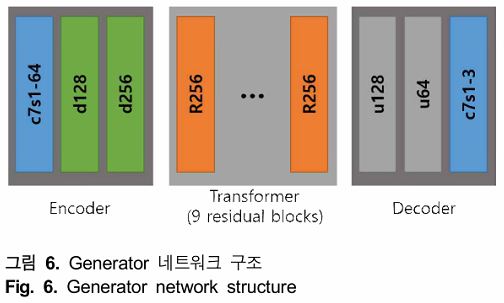 c7s1-64
d128
d256
R256
...
R256
u128
u64
c7s1-3
Encoder
Transformer
(9 residual blocks)
Decoder
그림 6. Generator 네트워크 구조
Fig. 6. Generator network structure